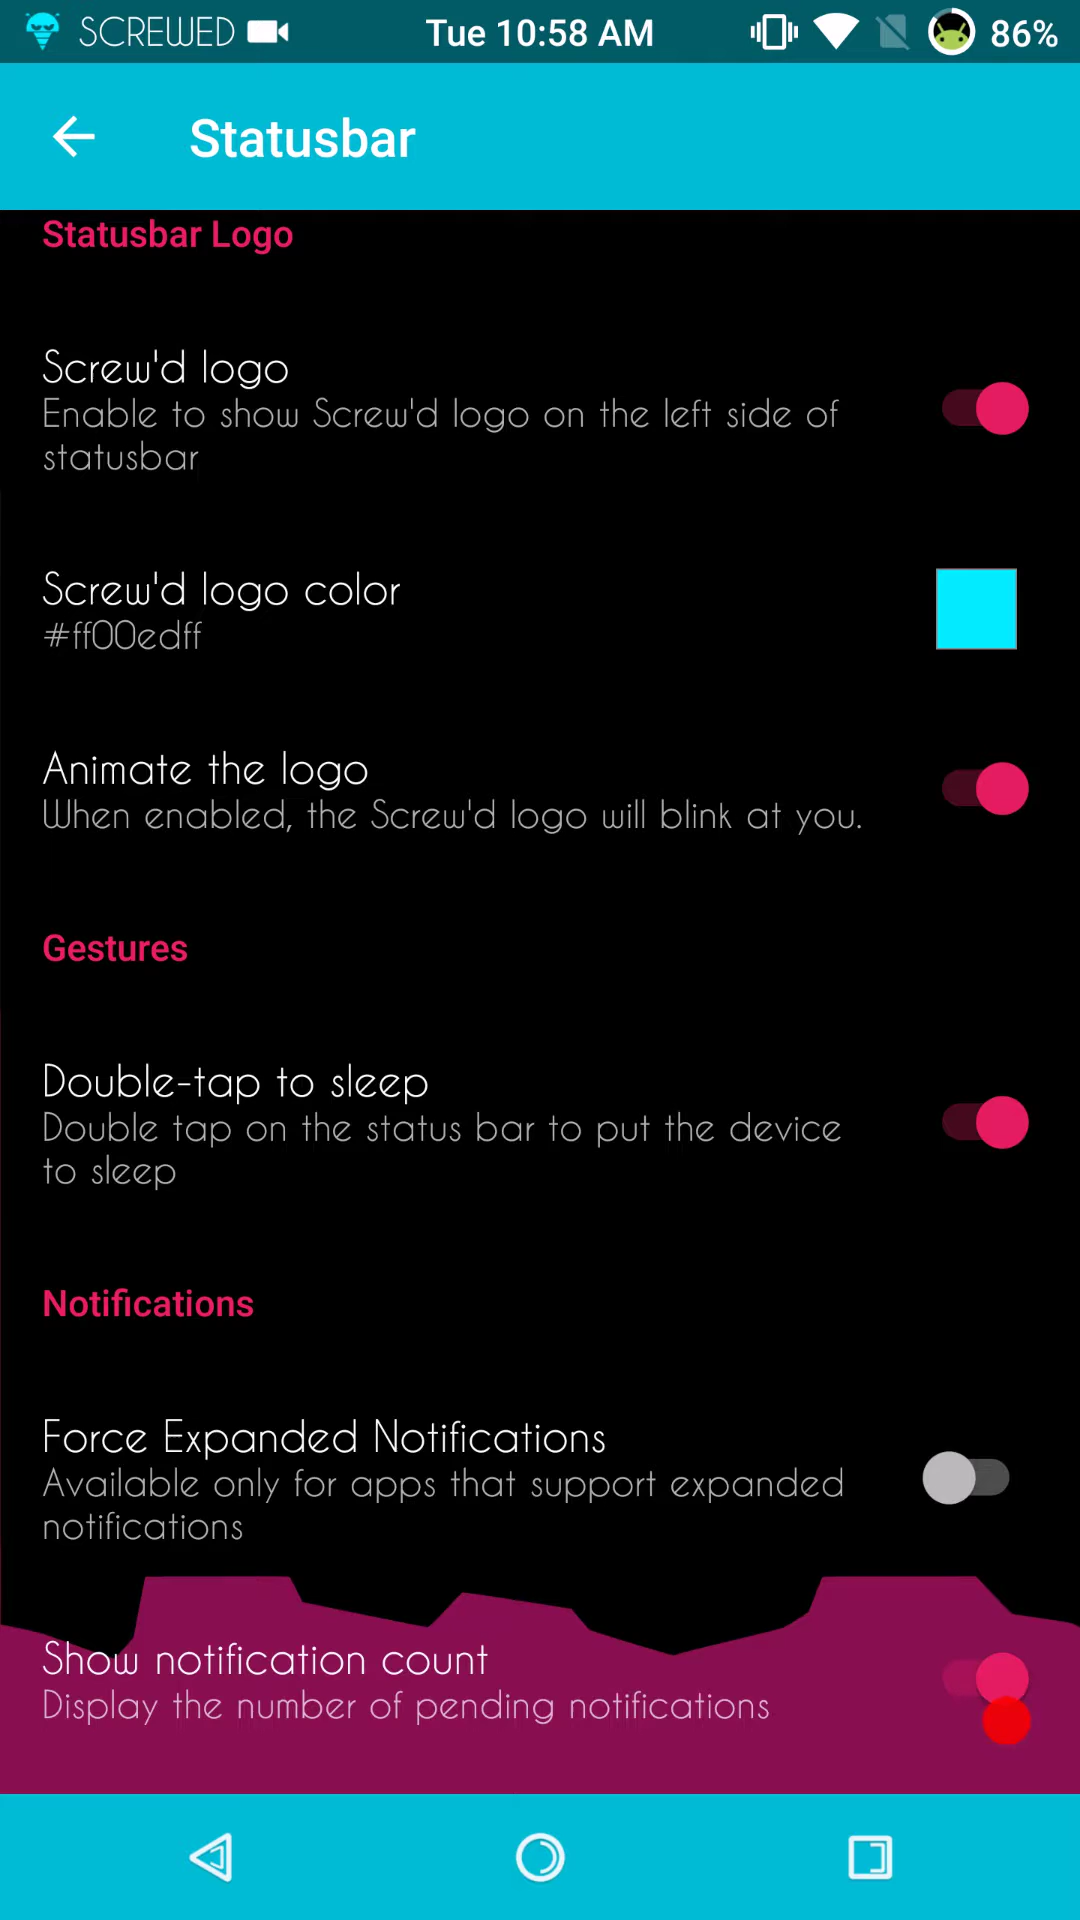 SCREWED
Tue 10:58 AM
86%
Statusbar
Statusbar Logo
Screw'd logo
Enable to show Screw'd logo on the left side of
statusbar
Screw'd logo color
#ff00edff
Animate the logo
When enabled, the Screw'd logo will blink at you.
Gestures
Double-tap to sleep
Double tap on the status bar to put the device
to sleep
Notifications
Force Expanded Notifications
Available only for apps that support expanded
notifications
Show notification count
Display the number of pending notifications